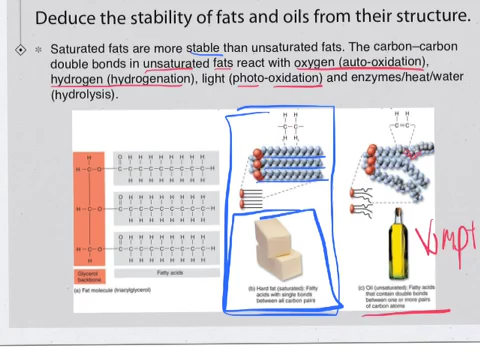 Deduce the stability of fats and oils from their structure.
* Saturated fats are more stable than unsaturated fats. The carbon–carbon
double bonds in unsaturated fats react with oxygen (auto-oxidation),
hydrogen (hydrogenation), light (photo-oxidation) and enzymes/heat/water
(hydrolysis).
Glycerol
backbone
Fatty acids
(a) Fat molecule (triacylglycerol)
(b) Hard fat (saturated): Fatty
acids with single bonds
between all carbon pairs
(c) Oil (unsaturated): Fatty acids
that contain double bonds
between one or more pairs
of carbon atoms